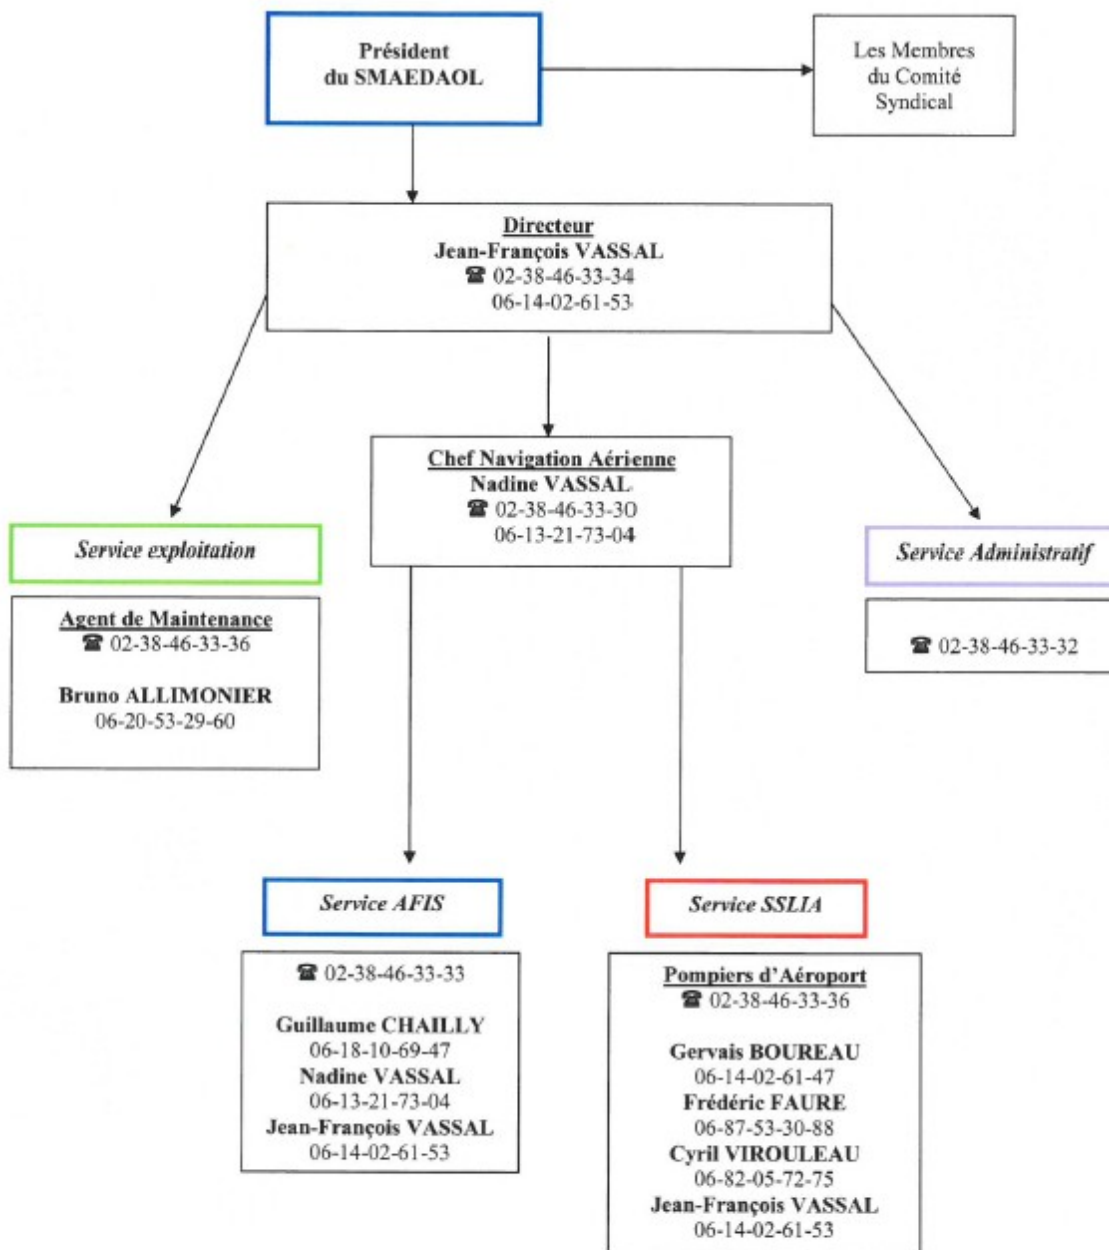 Président
du SMAEDAOL
Les Membres
du Comité
Syndical
Directeur
Jean-François VASSAL
☎ 02-38-46-33-34
06-14-02-61-53
Chef Navigation Aérienne
Nadine VASSAL
☎ 02-38-46-33-30
06-13-21-73-04
Service exploitation
Agent de Maintenance
☎ 02-38-46-33-36
Bruno ALLIMONIER
06-20-53-29-60
Service Administratif
☎ 02-38-46-33-32
Service AFIS
☎ 02-38-46-33-33
Guillaume CHAILLY
06-18-10-69-47
Nadine VASSAL
06-13-21-73-04
Jean-François VASSAL
06-14-02-61-53
Service SSLIA
Pompiers d'Aéroport
☎ 02-38-46-33-36
Gervais BOUREAU
06-14-02-61-47
Frédéric FAURE
06-87-53-30-88
Cyril VIROULEAU
06-82-05-72-75
Jean-François VASSAL
06-14-02-61-53